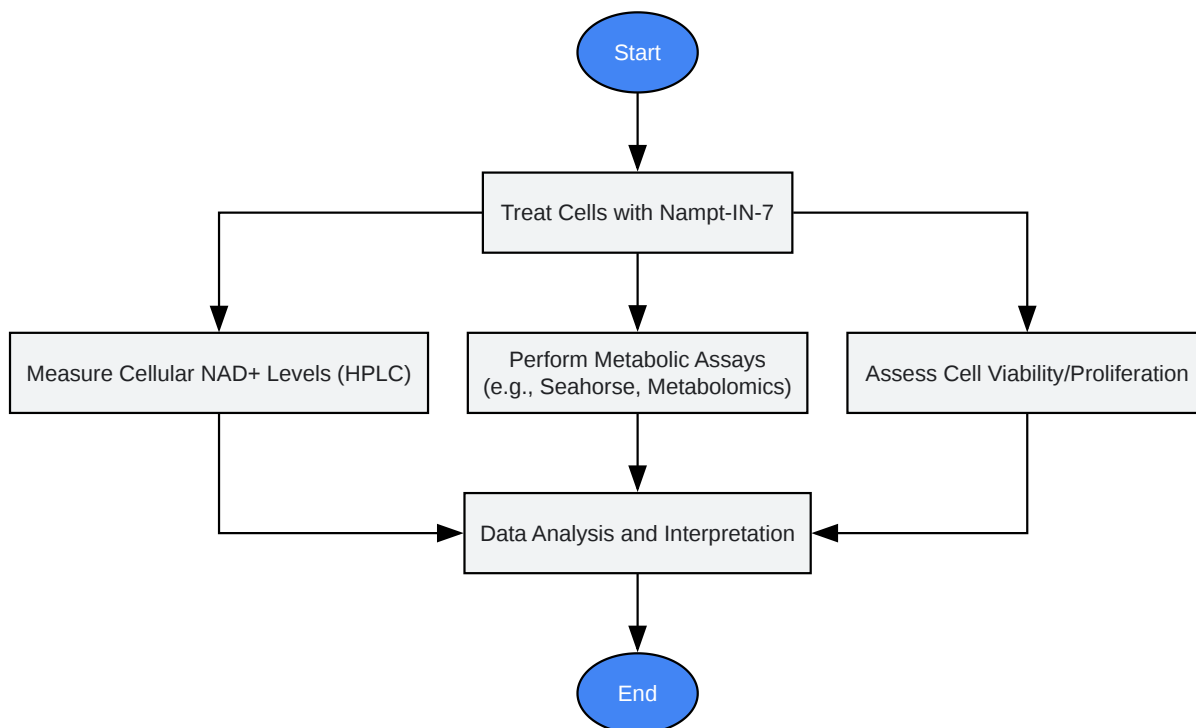 Start
Treat Cells with Nampt-IN-7
Measure Cellular NAD+ Levels (HPLC)
Perform Metabolic Assays
(e.g., Seahorse, Metabolomics)
Assess Cell Viability/Proliferation
Data Analysis and Interpretation
End